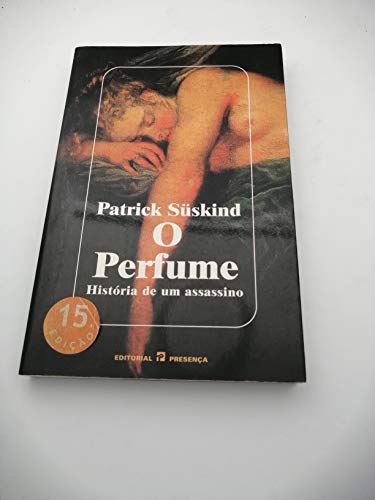 Patrick Süskind
O
Perfume
História de um assassino
15ª
EDIÇÃO
EDITORIAL P PRESENÇA